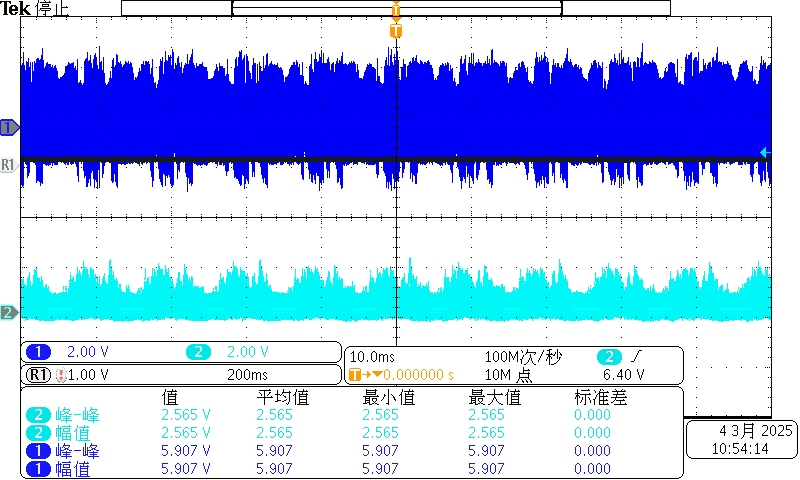 Tek 停止
T
T
1
R1
2
1 2.00 V 2 2.00 V
R1 1.00 V 200ms
10.0ms 100M次/秒 2
T 0.000000 s 10M 点 6.40 V
值 平均值 最小值 最大值 标准差
2 峰-峰 2.565 V 2.565 2.565 2.565 0.000
2 幅值 2.565 V 2.565 2.565 2.565 0.000
1 峰-峰 5.907 V 5.907 5.907 5.907 0.000
1 幅值 5.907 V 5.907 5.907 5.907 0.000
4 3月 2025
10:54:14